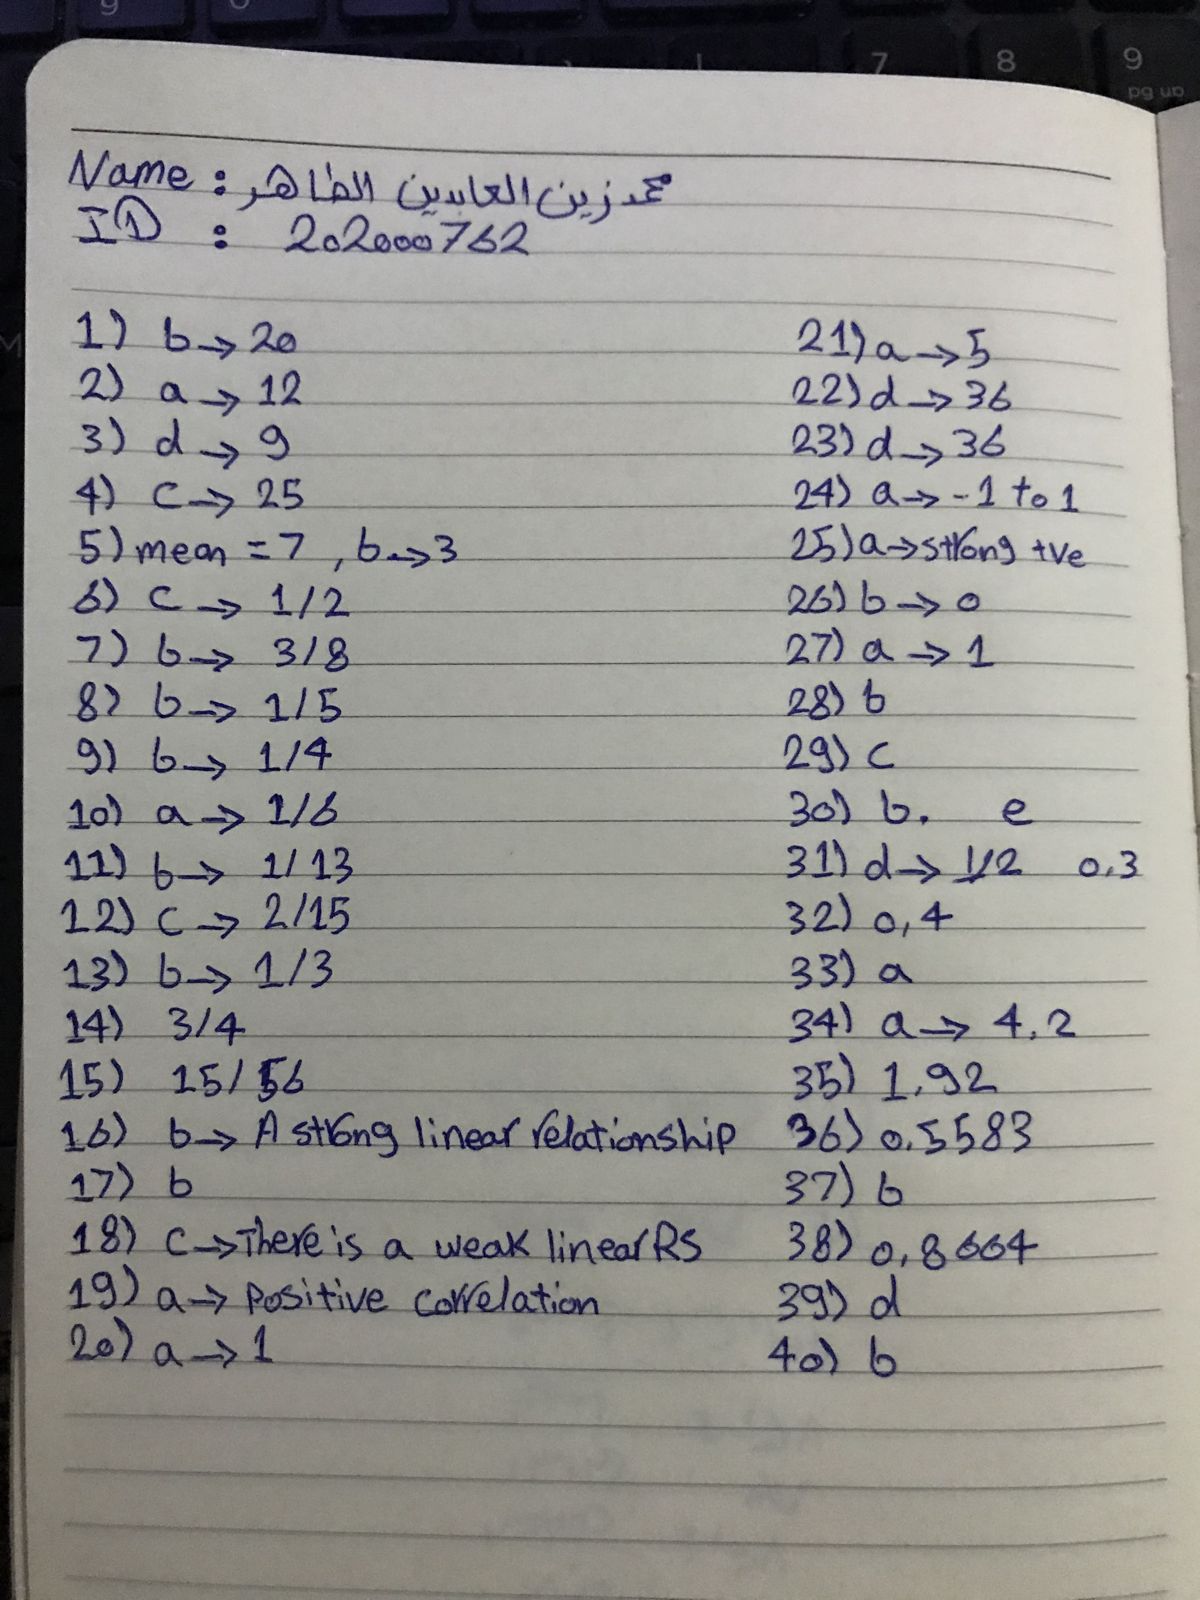 Name : محمد زين العابدين الظاهر
ID : 202000762
1) b → 20
2) a → 12
3) d → 9
4) c → 25
5) mean = 7 , b → 3
6) c → 1/2
7) b → 3/8
8) b → 1/5
9) b → 1/4
10) a → 1/6
11) b → 1/13
12) c → 2/15
13) b → 1/3
14) 3/4
15) 15/56
16) b → A strong linear relationship
17) b
18) c → There is a weak linear RS
19) a → positive correlation
20) a → 1
21) a → 5
22) d → 36
23) d → 36
24) a → -1 to 1
25) a → strong +ve
26) b → 0
27) a → 1
28) b
29) c
30) b. e
31) d → 1/2 0.3
32) 0,4
33) a
34) a → 4,2
35) 1,92
36) 0.5583
37) b
38) 0,8664
39) d
40) b
7
8
9
pg up
9